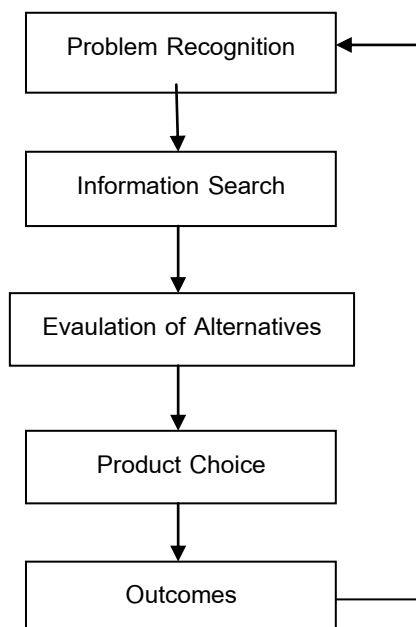 Problem Recognition
Information Search
Evaulation of Alternatives
Product Choice
Outcomes